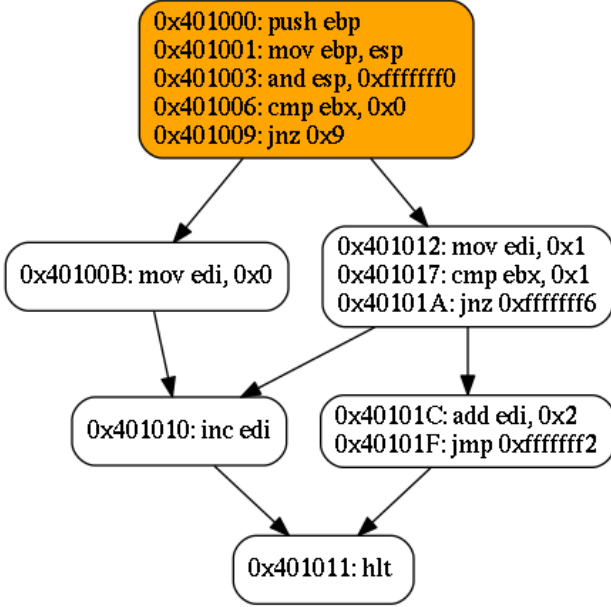 0x401000: push ebp
0x401001: mov ebp, esp
0x401003: and esp, 0xfffffff0
0x401006: cmp ebx, 0x0
0x401009: jnz 0x9
0x40100B: mov edi, 0x0
0x401012: mov edi, 0x1
0x401017: cmp ebx, 0x1
0x40101A: jnz 0xfffffff6
0x401010: inc edi
0x40101C: add edi, 0x2
0x40101F: jmp 0xfffffff2
0x401011: hlt